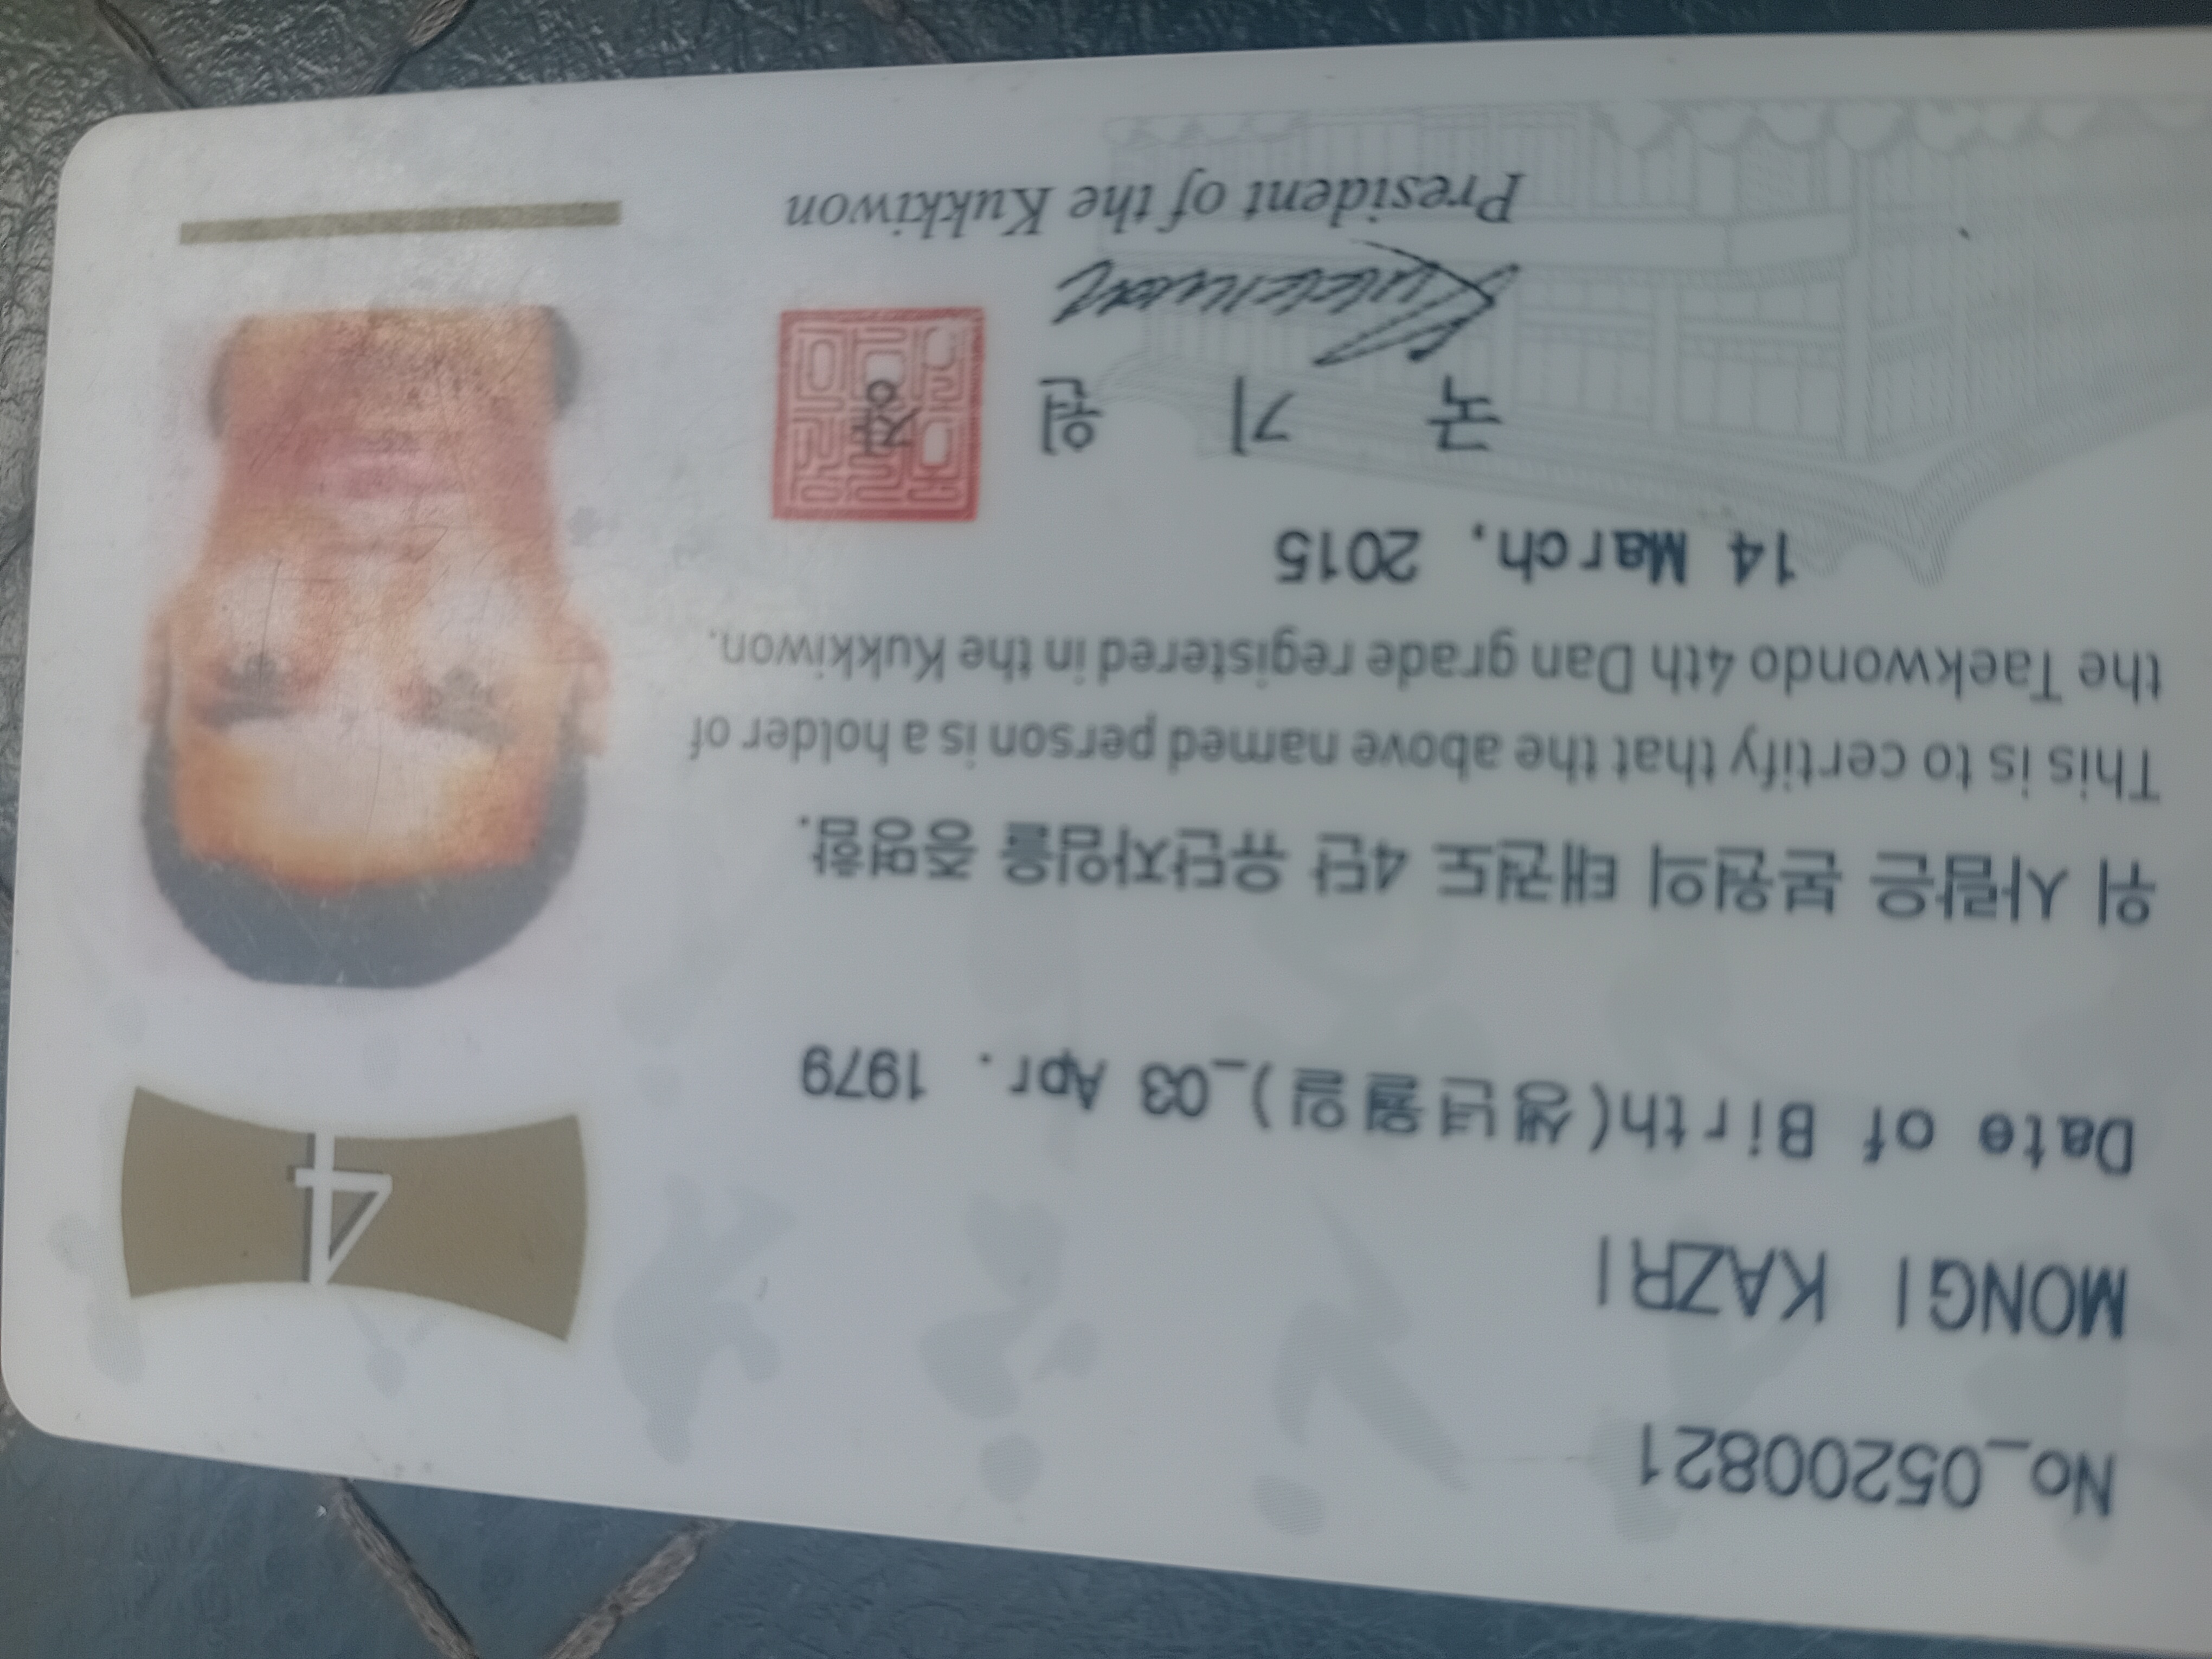 No_05200821
MONGI KAZRI
Date of Birth(생년월일)_03 Apr. 1979
위 사람은 본원의 태권도 4단 유단자임을 증명함.
This is to certify that the above named person is a holder of
the Taekwondo 4th Dan grade registered in the Kukkiwon.
14 March, 2015
국 기 원 장
President of the Kukkiwon
4